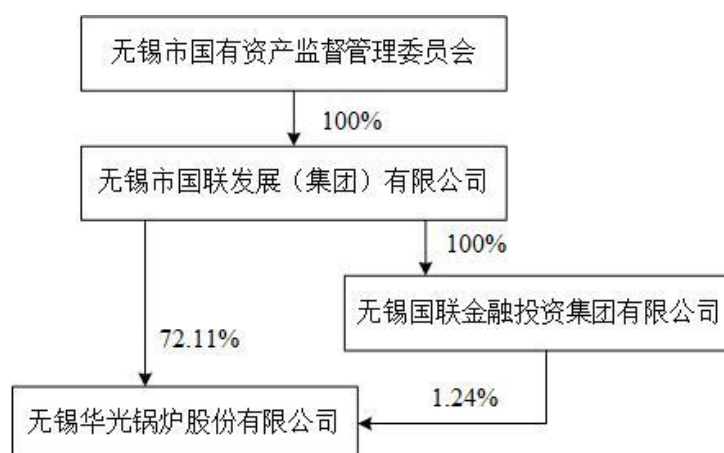 无锡市国有资产监督管理委员会
100%
无锡市国联发展（集团）有限公司
100%
无锡国联金融投资集团有限公司
72.11%
1.24%
无锡华光锅炉股份有限公司